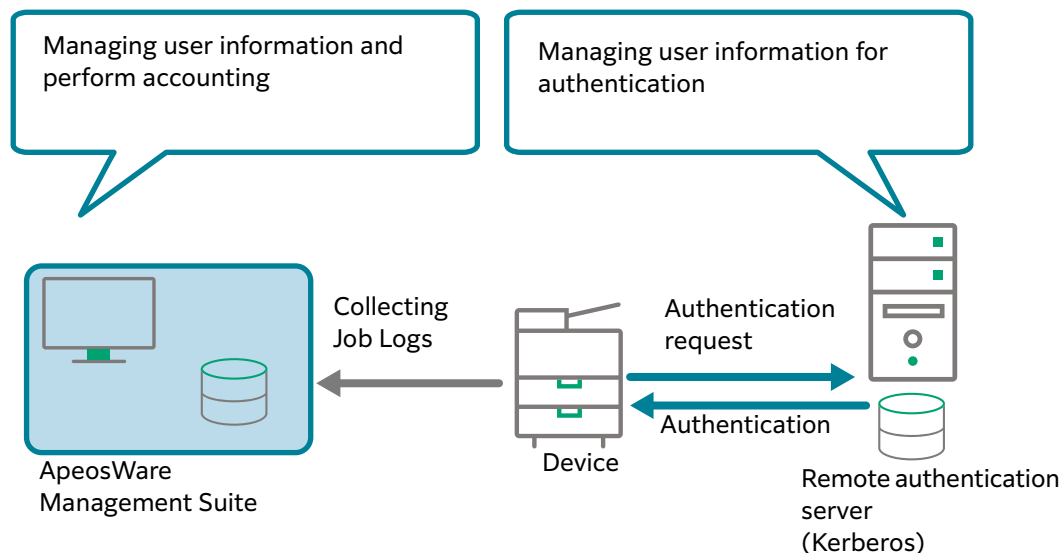 Managing user information and
perform accounting
Managing user information for
authentication
Collecting
Job Logs
Authentication
request
Authentication
Device
ApeosWare
Management Suite
Remote authentication
server
(Kerberos)